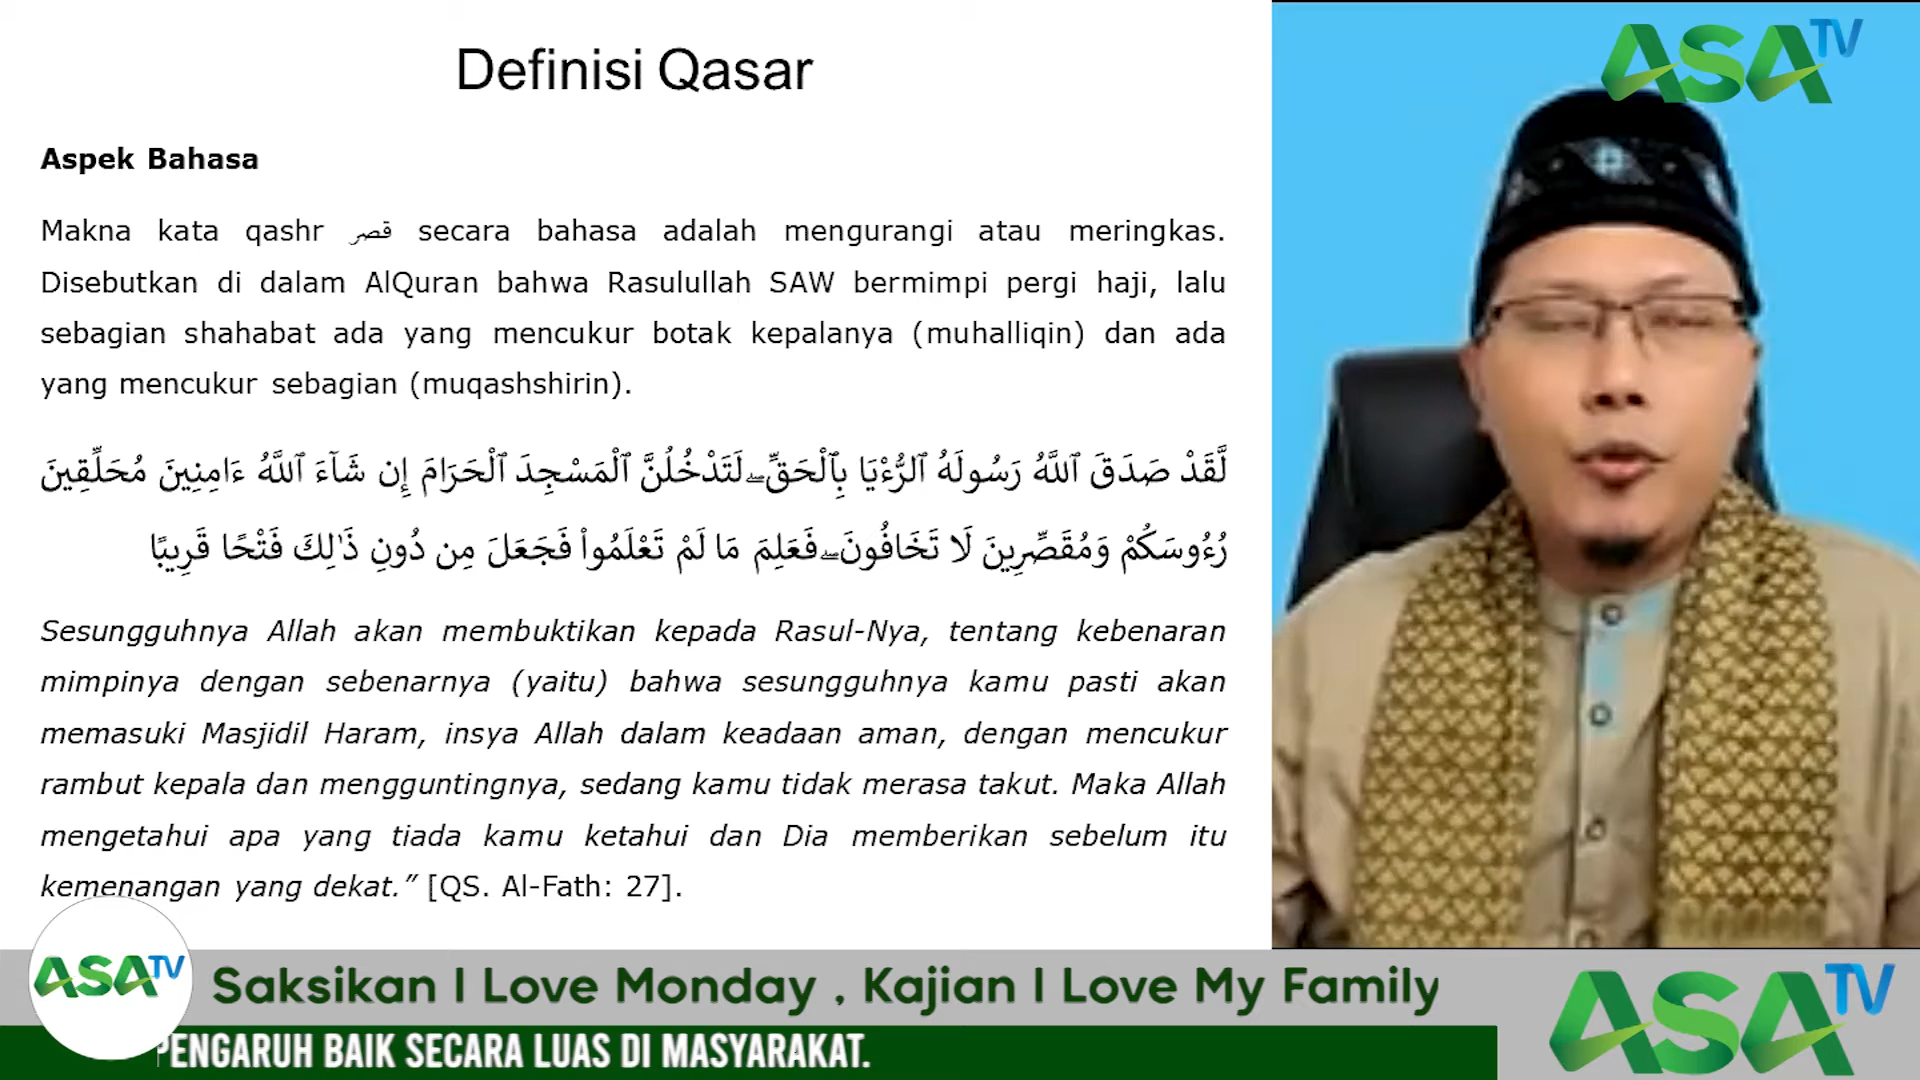 Definisi Qasar
Aspek Bahasa
Makna kata qashr قصر secara bahasa adalah mengurangi atau meringkas.
Disebutkan di dalam AlQuran bahwa Rasulullah SAW bermimpi pergi haji, lalu
sebagian shahabat ada yang mencukur botak kepalanya (muhalliqin) dan ada
yang mencukur sebagian (muqashshirin).
لَّقَدْ صَدَقَ ٱللَّهُ رَسُولَهُ ٱلرُّءْيَا بِٱلْحَقِّ ۖ لَتَدْخُلُنَّ ٱلْمَسْجِدَ ٱلْحَرَامَ إِن شَآءَ ٱللَّهُ ءَامِنِينَ مُحَلِّقِينَ
رُءُوسَكُمْ وَمُقَصِّرِينَ لَا تَخَافُونَ ۖ فَعَلِمَ مَا لَمْ تَعْلَمُوا۟ فَجَعَلَ مِن دُونِ ذَٰلِكَ فَتْحًا قَرِيبًا
Sesungguhnya Allah akan membuktikan kepada Rasul-Nya, tentang kebenaran
mimpinya dengan sebenarnya (yaitu) bahwa sesungguhnya kamu pasti akan
memasuki Masjidil Haram, insya Allah dalam keadaan aman, dengan mencukur
rambut kepala dan mengguntingnya, sedang kamu tidak merasa takut. Maka Allah
mengetahui apa yang tiada kamu ketahui dan Dia memberikan sebelum itu
kemenangan yang dekat.” [QS. Al-Fath: 27].
ASA TV
ASA TV
Saksikan I Love Monday , Kajian I Love My Family
ASA TV
PENGARUH BAIK SECARA LUAS DI MASYARAKAT.